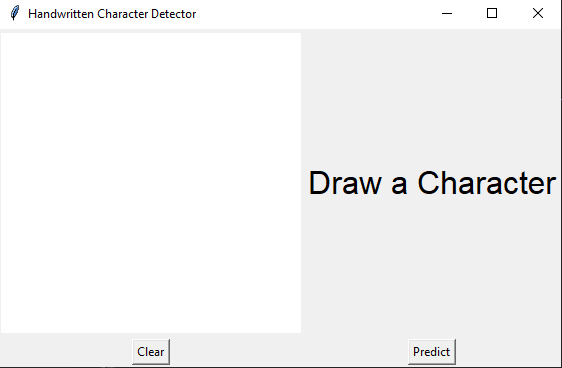 Handwritten Character Detector
Draw a Character
Clear
Predict